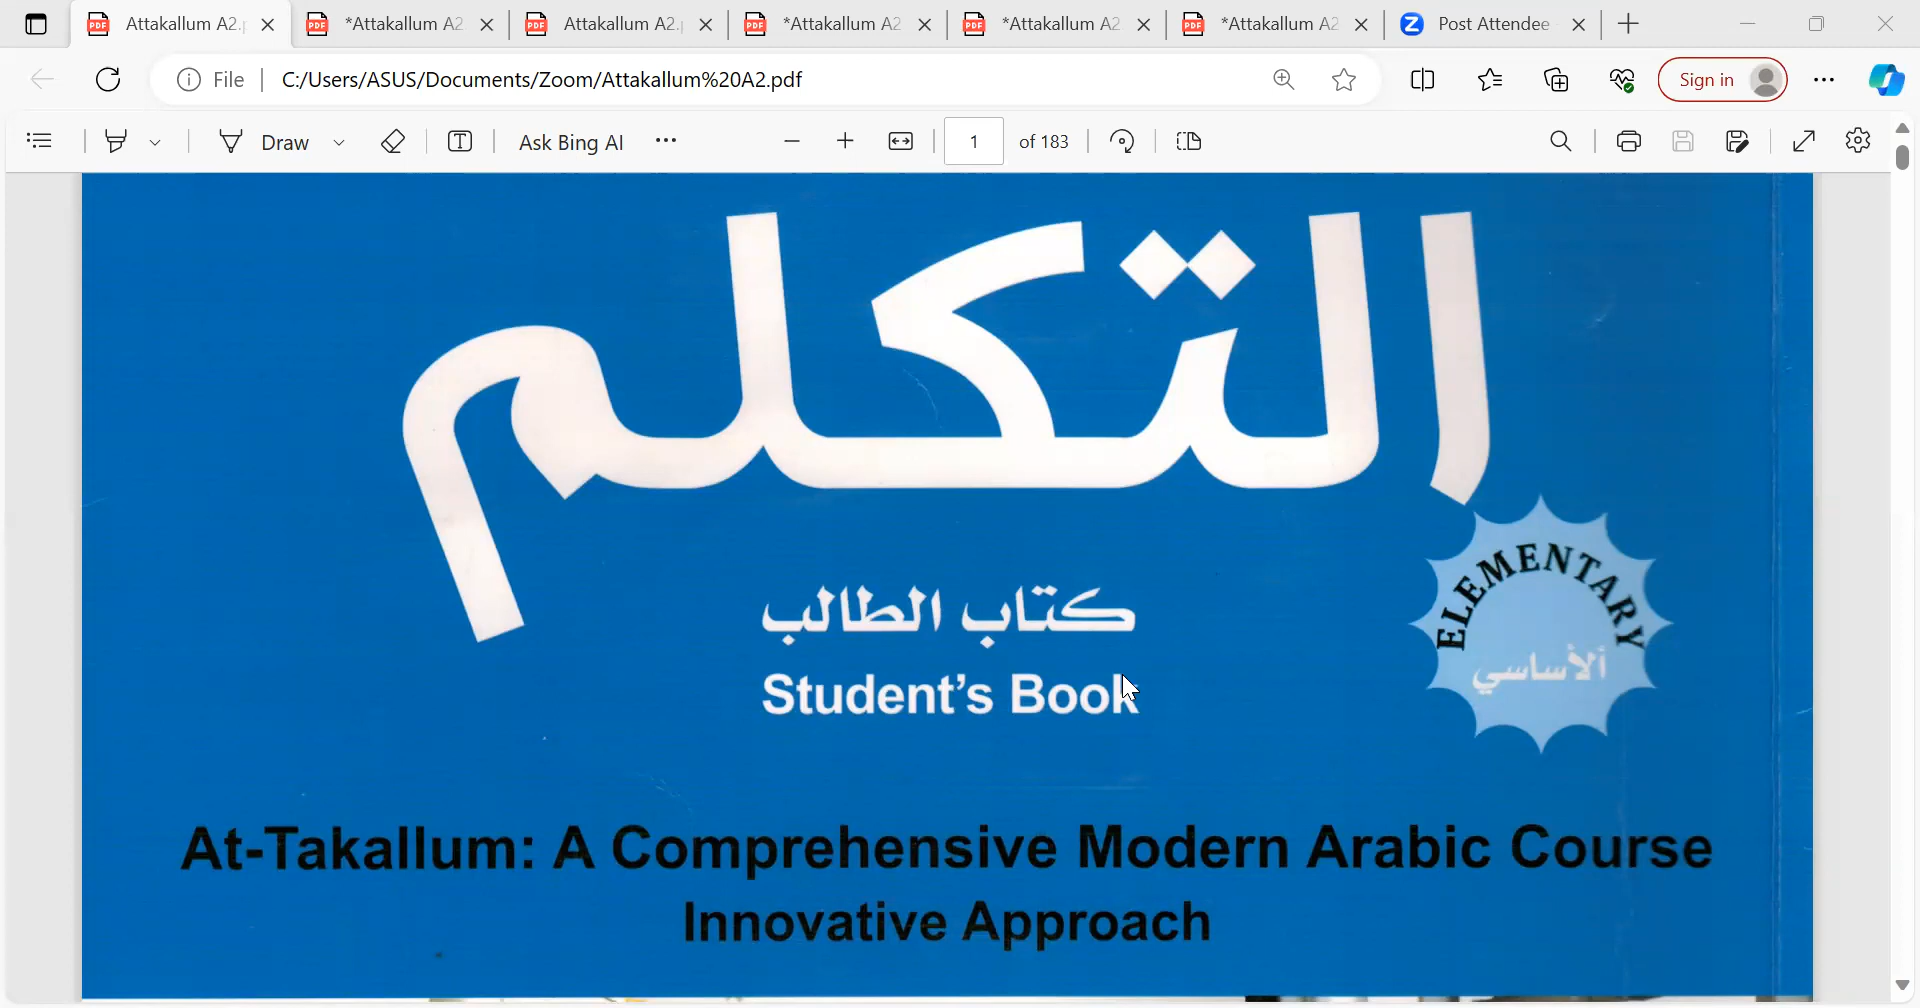 Attakallum A2.
*Attakallum A2
Attakallum A2.
*Attakallum A2
*Attakallum A2
*Attakallum A2
Post Attendee
File
C:/Users/ASUS/Documents/Zoom/Attakallum%20A2.pdf
Sign in
Draw
Ask Bing AI
1
of 183
التكلم
كتاب الطالب
Student's Book
ELEMENTARY
ألأساسي
At-Takallum: A Comprehensive Modern Arabic Course
Innovative Approach